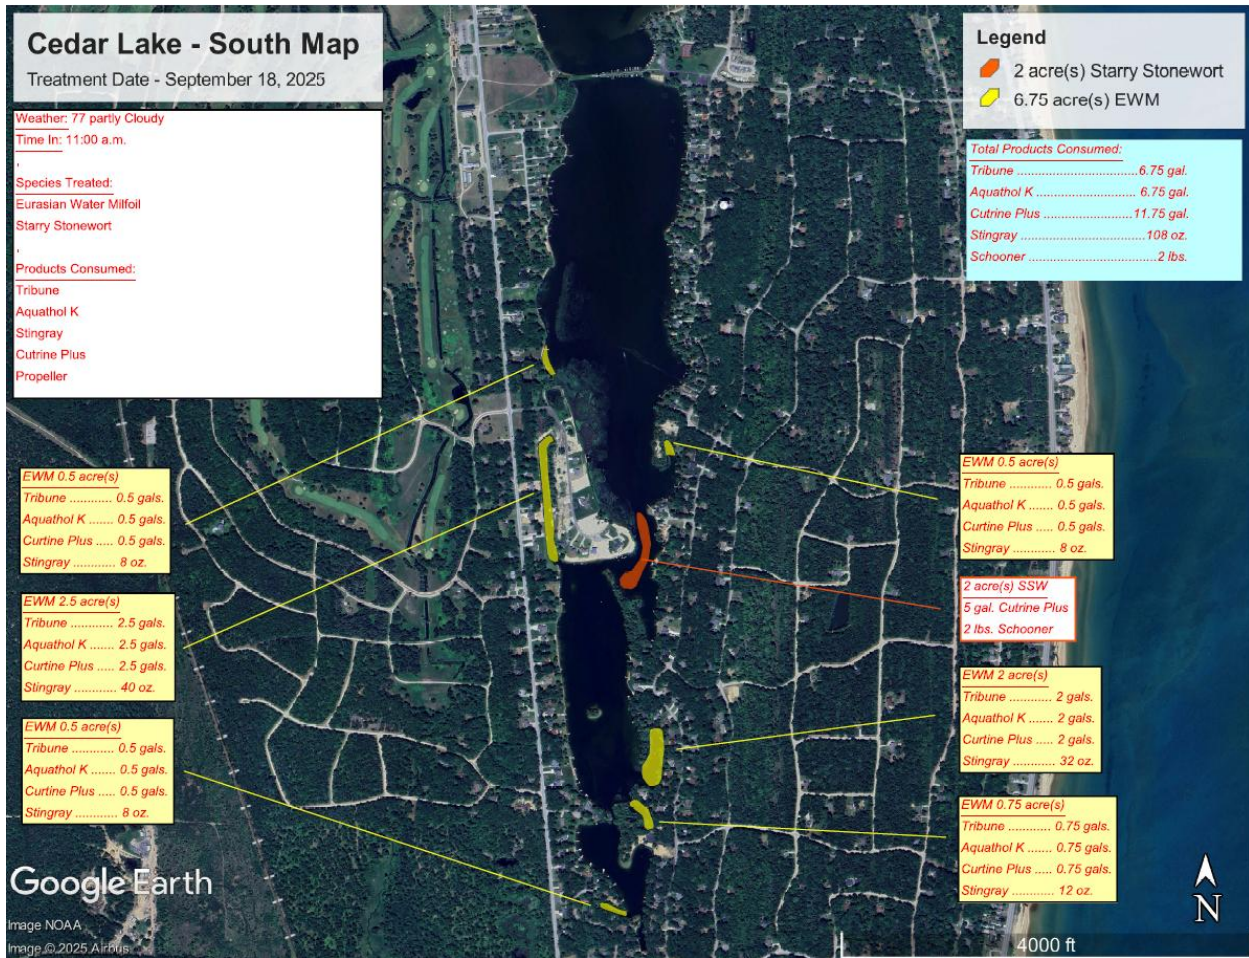 Cedar Lake - South Map
Treatment Date - September 18, 2025
Weather: 77 partly Cloudy
Time In: 11:00 a.m.
,
Species Treated:
Eurasian Water Milfoil
Starry Stonewort
,
Products Consumed:
Tribune
Aquathol K
Stingray
Cutrine Plus
Propeller
Legend
2 acre(s) Starry Stonewort
6.75 acre(s) EWM
Total Products Consumed:
Tribune ................................6.75 gal.
Aquathol K ........................... 6.75 gal.
Cutrine Plus ........................11.75 gal.
Stingray ..................................108 oz.
Schooner ...................................2 lbs.
EWM 0.5 acre(s)
Tribune ............ 0.5 gals.
Aquathol K ....... 0.5 gals.
Curtine Plus ..... 0.5 gals.
Stingray ............ 8 oz.
EWM 2.5 acre(s)
Tribune ............ 2.5 gals.
Aquathol K ....... 2.5 gals.
Curtine Plus ..... 2.5 gals.
Stingray ............ 40 oz.
EWM 0.5 acre(s)
Tribune ............ 0.5 gals.
Aquathol K ....... 0.5 gals.
Curtine Plus ..... 0.5 gals.
Stingray ............ 8 oz.
EWM 0.5 acre(s)
Tribune ............ 0.5 gals.
Aquathol K ....... 0.5 gals.
Curtine Plus ..... 0.5 gals.
Stingray ............ 8 oz.
2 acre(s) SSW
5 gal. Cutrine Plus
2 lbs. Schooner
EWM 2 acre(s)
Tribune ............ 2 gals.
Aquathol K ....... 2 gals.
Curtine Plus ..... 2 gals.
Stingray ............ 32 oz.
EWM 0.75 acre(s)
Tribune ............ 0.75 gals.
Aquathol K ....... 0.75 gals.
Curtine Plus ..... 0.75 gals.
Stingray ............ 12 oz.
Google Earth
Image NOAA
Image © 2025 Airbus
N
4000 ft